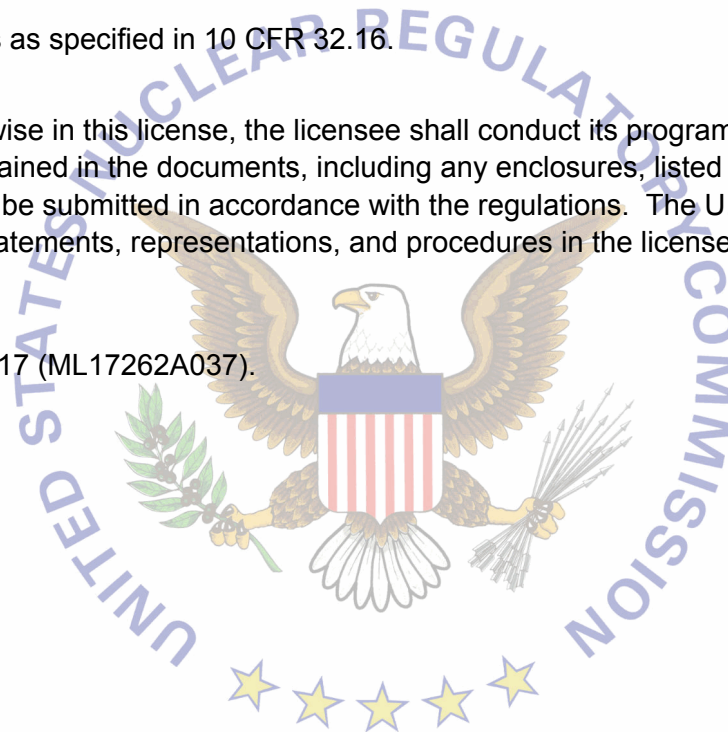 s as specified in 10 CFR 32.16.
wise in this license, the licensee shall conduct its program
ained in the documents, including any enclosures, listed
be submitted in accordance with the regulations.  The U
atements, representations, and procedures in the license
17 (ML17262A037).
UNITED STATES NUCLEAR REGULATORY COMMISSION